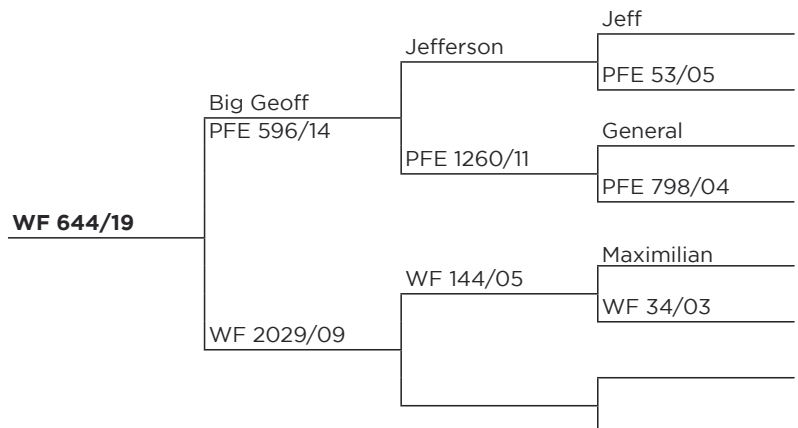 Jeff
Jefferson
PFE 53/05
Big Geoff
PFE 596/14
General
PFE 1260/11
PFE 798/04
WF 644/19
Maximilian
WF 144/05
WF 34/03
WF 2029/09